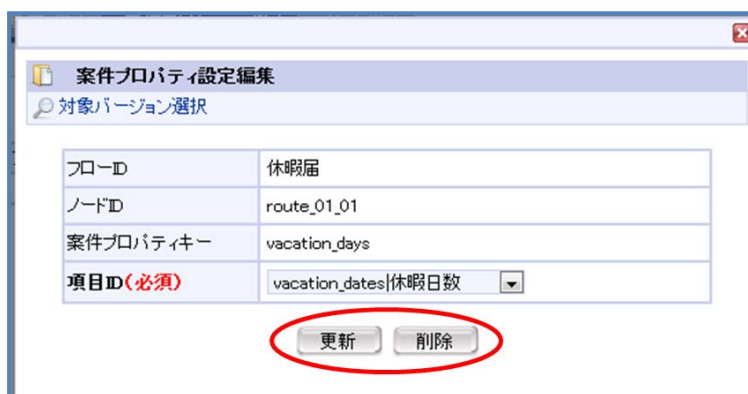 案件プロパティ設定編集
対象バージョン選択
フローID 休暇届
ノードID route_01_01
案件プロパティキー vacation_days
項目ID(必須) vacation_dates|休暇日数
更新 削除